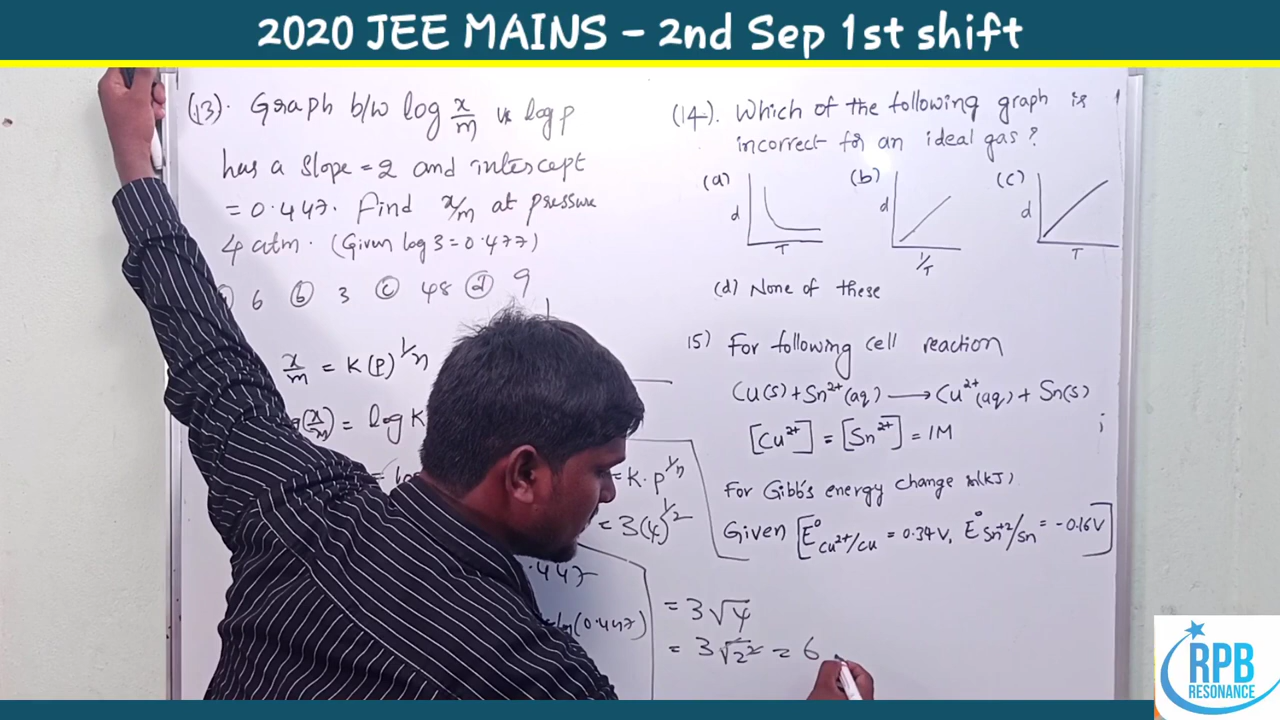 2020 JEE MAINS - 2nd Sep 1st shift
(13). Graph b/w log x/m vs log p
has a slope = 2 and intercept
= 0.447. Find x/m at pressure
4 atm. (Given log 3 = 0.477)
6 (b) 3 (c) 48 (d) 9
x/m = K(P)^1/n
(x/m) = log K
= K. p^1/n
= 3(4)^1/2
.447
(0.447)
= 3√4
= 3√2² = 6
(14). Which of the following graph is
incorrect for an ideal gas?
(a) (b) (c)
d d d
T 1/T T
(d) None of these
15) For following cell reaction
Cu(s) + Sn²⁺(aq) ⟶ Cu²⁺(aq) + Sn(s)
[Cu²⁺] = [Sn²⁺] = 1M
For Gibb's energy change in(kJ)
Given [E°Cu²⁺/Cu = 0.34V, E°Sn⁺²/Sn = -0.16V]
RPB
RESONANCE